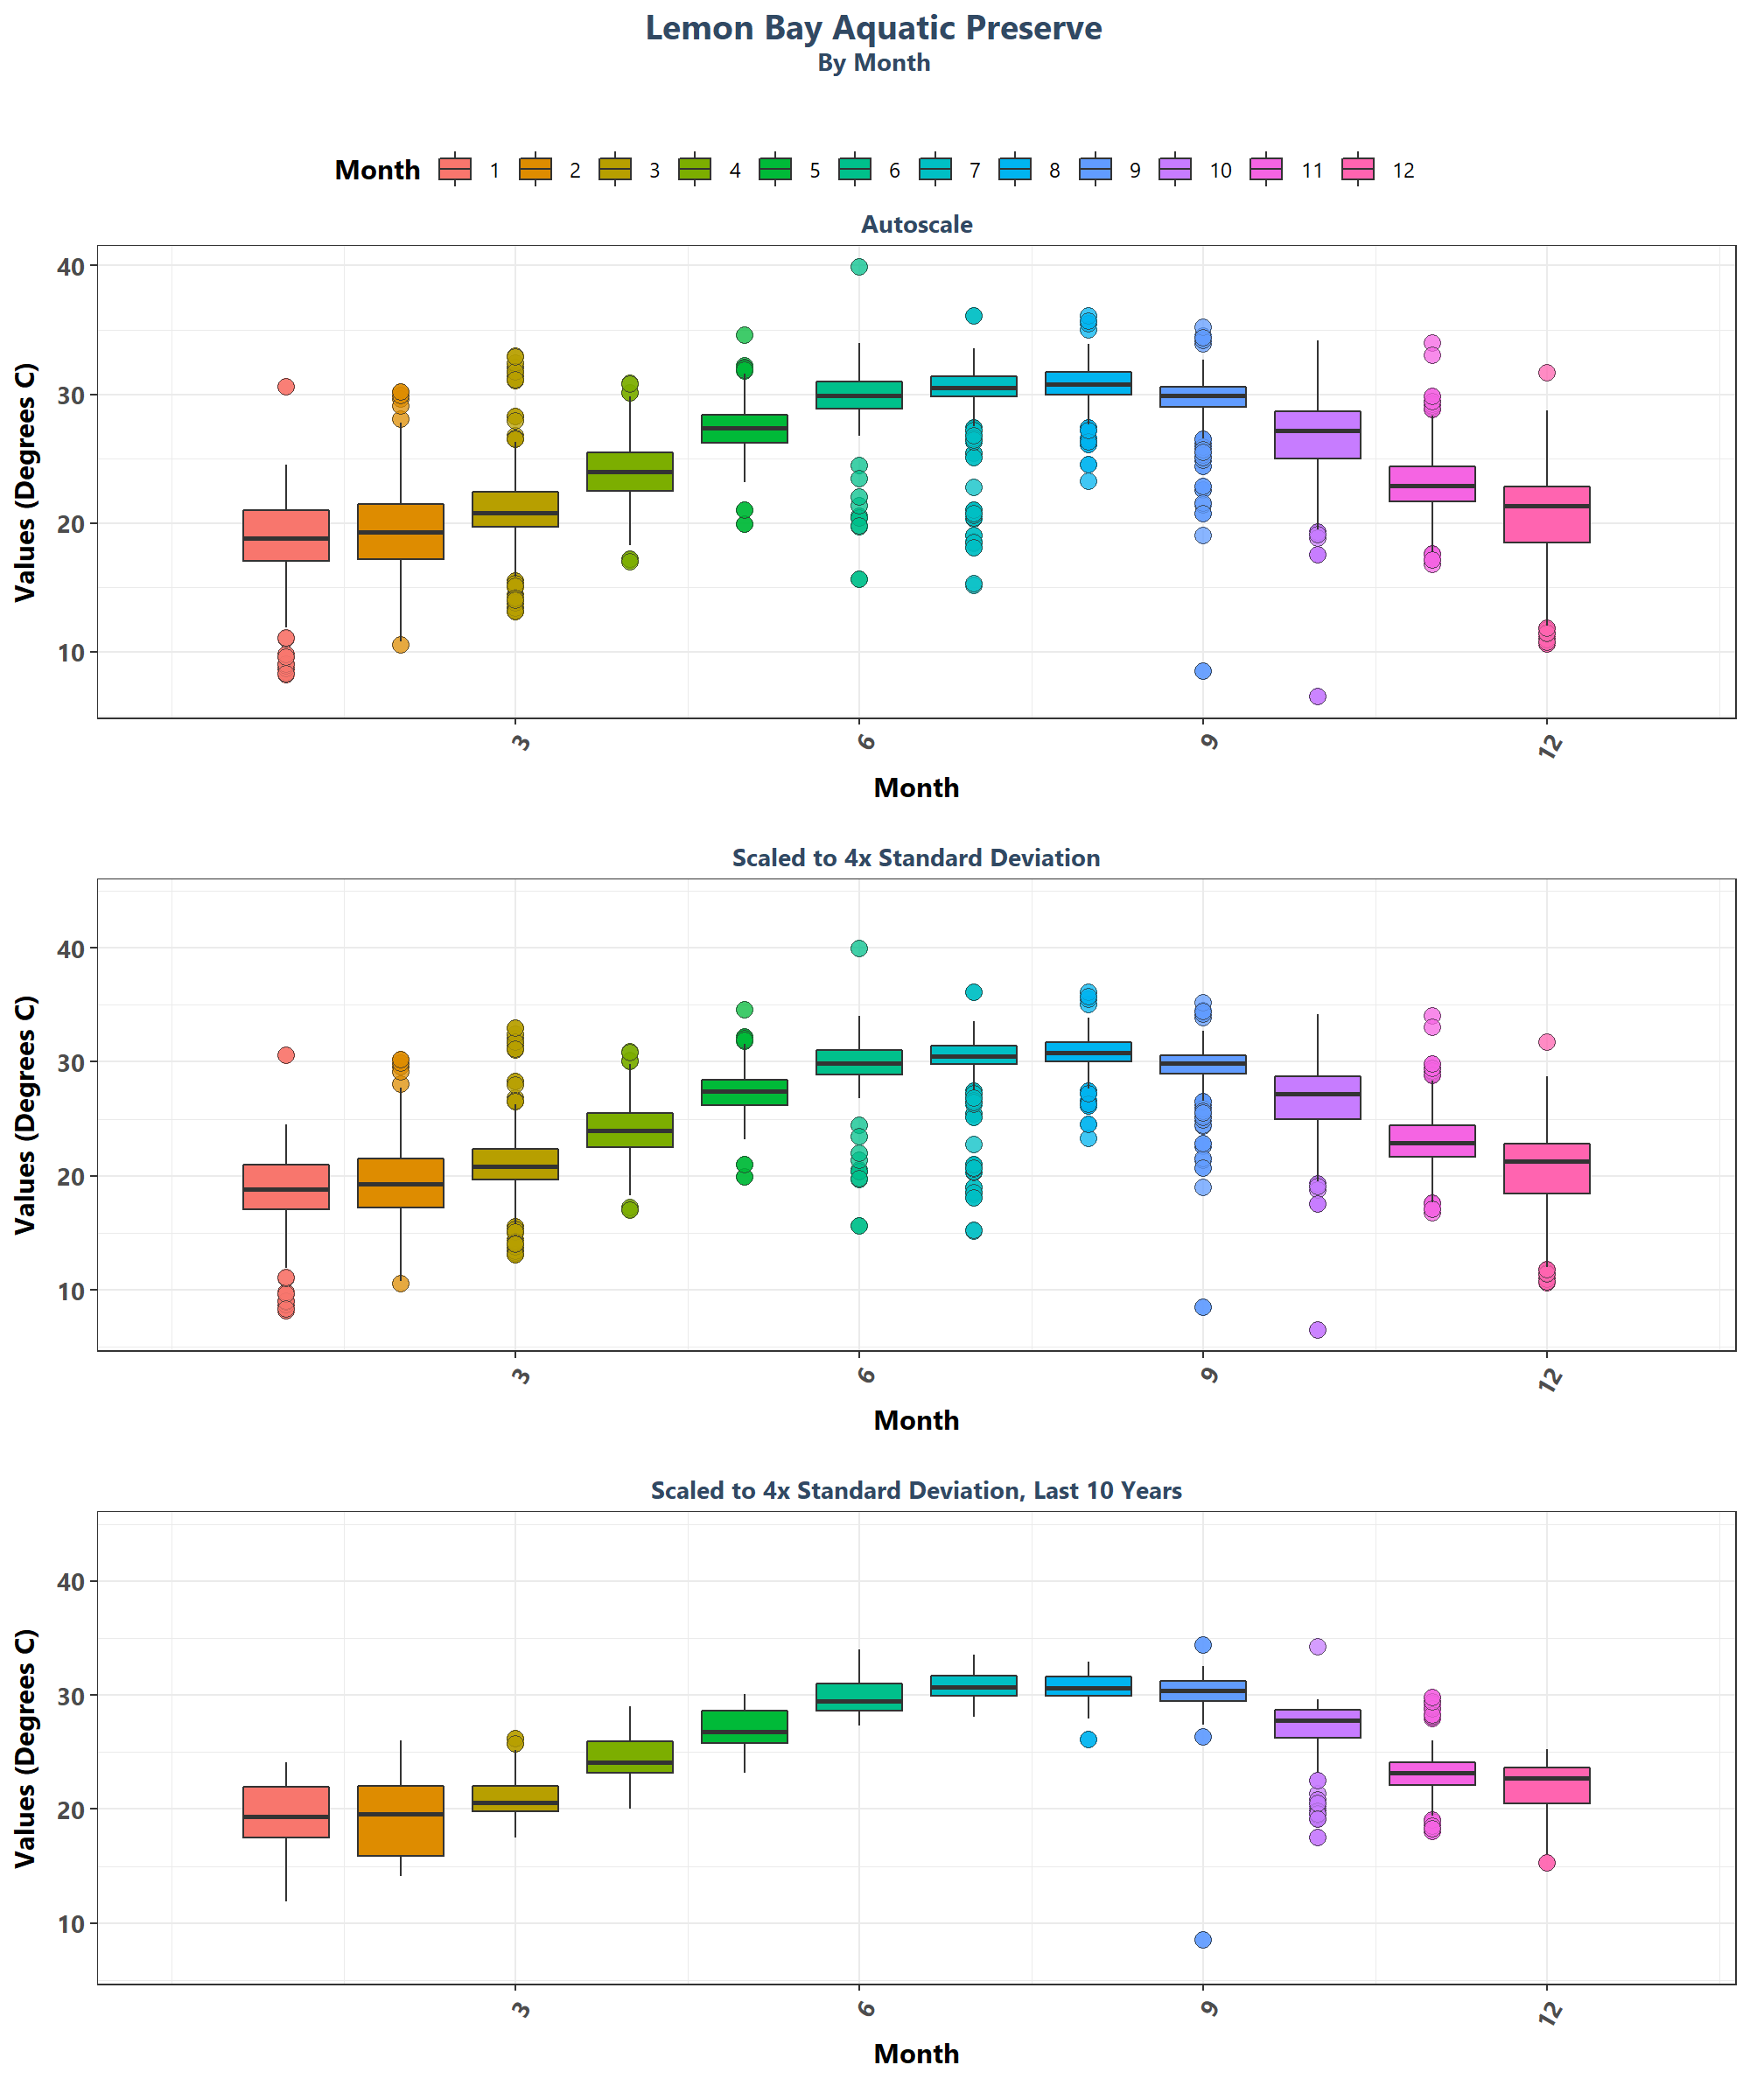 Lemon Bay Aquatic Preserve
By Month
Month 1 2 3 4 5 6 7 8 9 10 11 12
Autoscale
Values (Degrees C)
40
30
20
10
3 6 9 12
Month
Scaled to 4x Standard Deviation
Values (Degrees C)
40
30
20
10
3 6 9 12
Month
Scaled to 4x Standard Deviation, Last 10 Years
Values (Degrees C)
40
30
20
10
3 6 9 12
Month